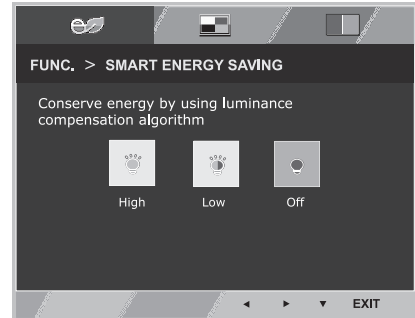 FUNC. > SMART ENERGY SAVING
Conserve energy by using luminance
compensation algorithm
High Low Off
EXIT